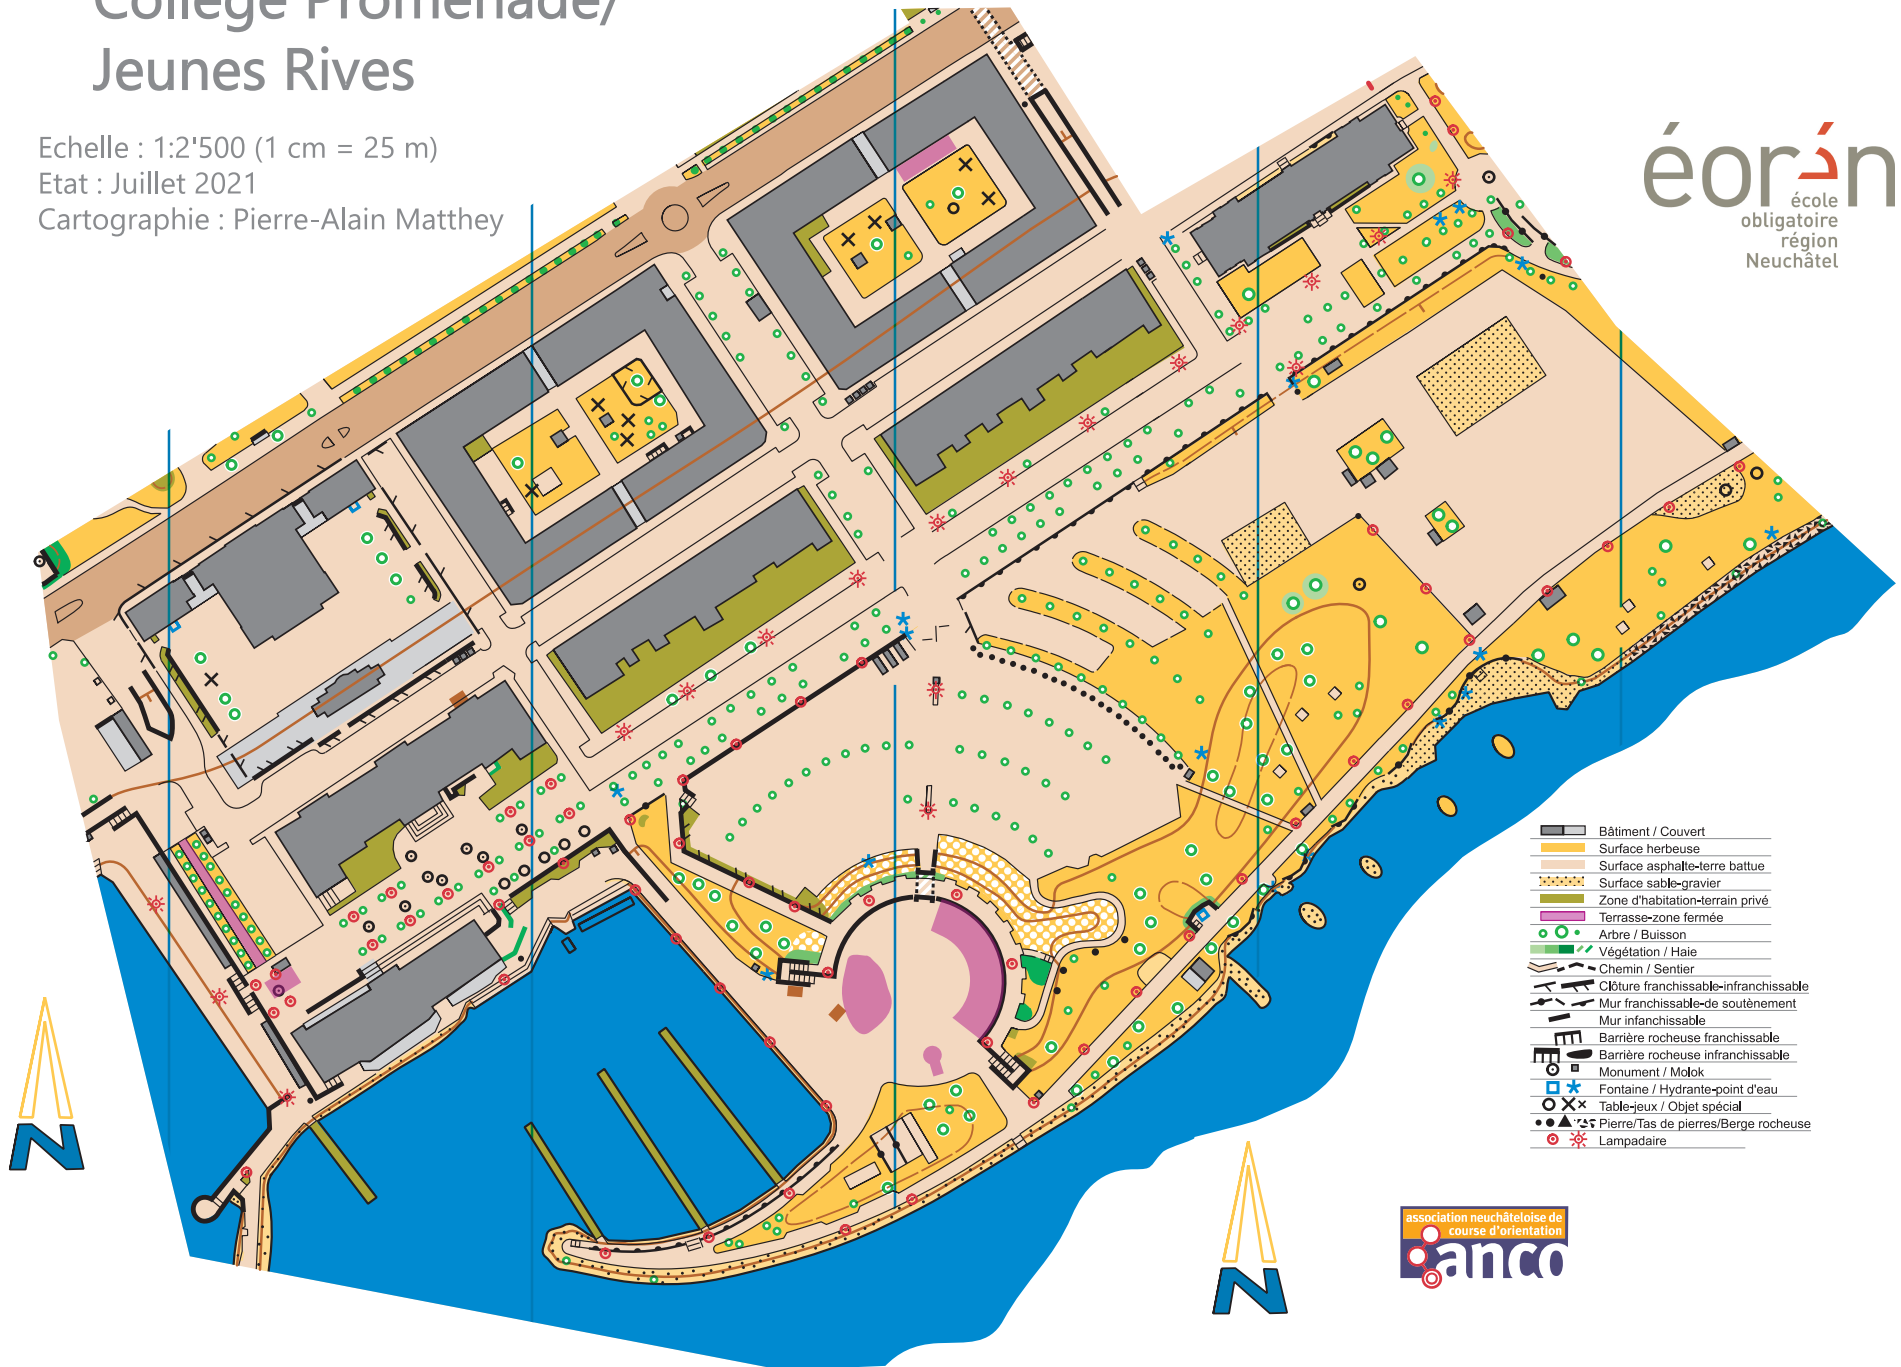 Collège Promenade/
Jeunes Rives
Echelle : 1:2'500 (1 cm = 25 m)
Etat : Juillet 2021
Cartographie : Pierre-Alain Matthey
éorén
école
obligatoire
région
Neuchâtel
Bâtiment / Couvert
Surface herbeuse
Surface asphalte-terre battue
Surface sable-gravier
Zone d'habitation-terrain privé
Terrasse-zone fermée
Arbre / Buisson
Végétation / Haie
Chemin / Sentier
Clôture franchissable-infranchissable
Mur franchissable-de soutènement
Mur infanchissable
Barrière rocheuse franchissable
Barrière rocheuse infranchissable
Monument / Molok
Fontaine / Hydrante-point d'eau
Table-jeux / Objet spécial
Pierre/Tas de pierres/Berge rocheuse
Lampadaire
N
N
association neuchâteloise de
course d'orientation
anco